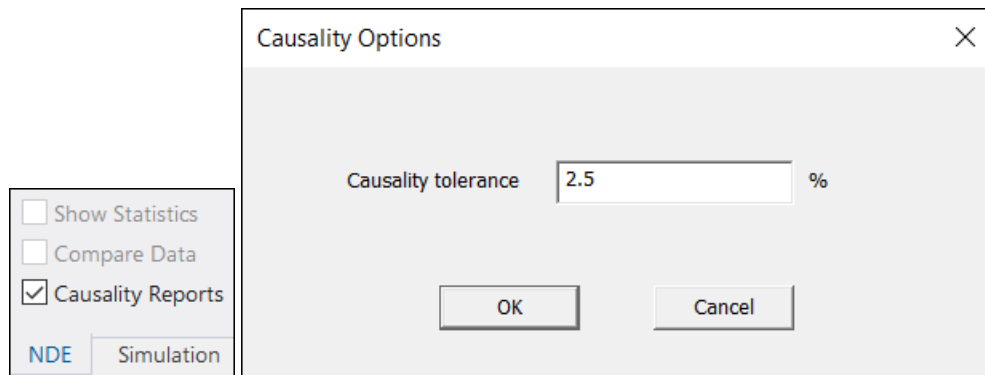 Causality Options
Causality tolerance 2.5 %
OK Cancel
Show Statistics
Compare Data
Causality Reports
NDE Simulation